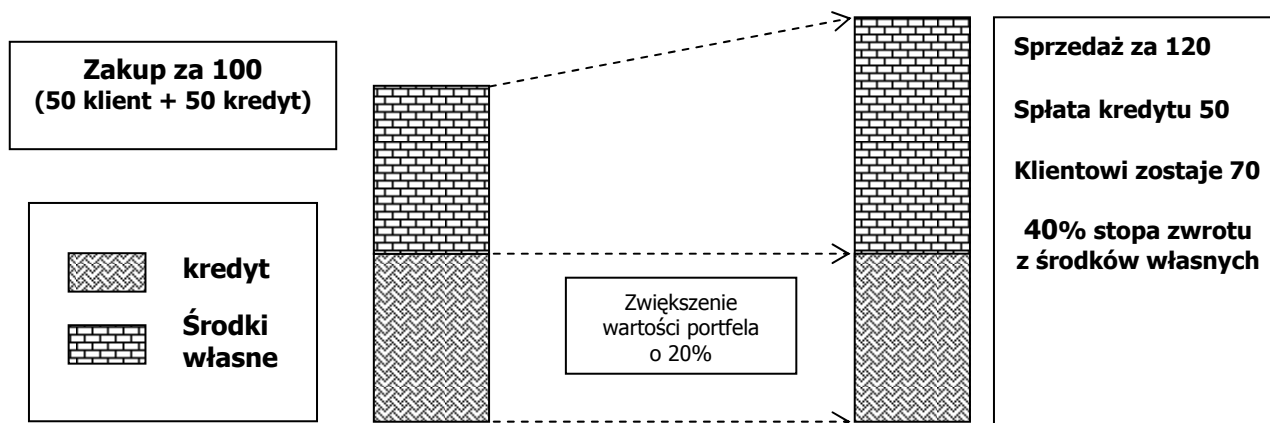 Zakup za 100
(50 klient + 50 kredyt)
kredyt
Środki
własne
Zwiększenie
wartości portfela
o 20%
Sprzedaż za 120
Spłata kredytu 50
Klientowi zostaje 70
40% stopa zwrotu
z środków własnych